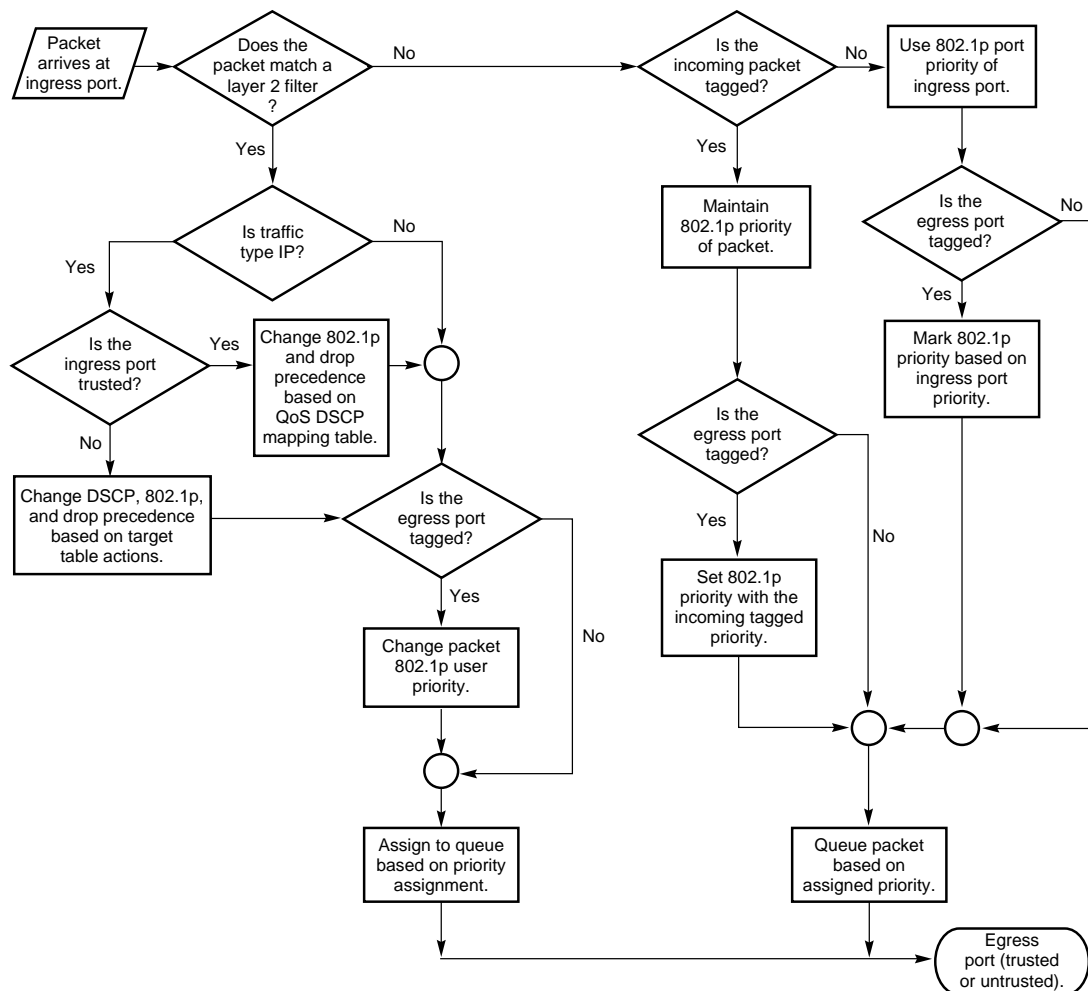 Packet
arrives at
ingress port.
Does the
packet match a
layer 2 filter
?
No
Is the
incoming packet
tagged?
No
Use 802.1p port
priority of
ingress port.
Yes
Yes
Is traffic
type IP?
No
Yes
Maintain
802.1p priority
of packet.
Is the
egress port
tagged?
No
Yes
Is the
ingress port
trusted?
Yes
Change 802.1p
and drop
precedence
based on
QoS DSCP
mapping table.
Mark 802.1p
priority based on
ingress port
priority.
No
Is the
egress port
tagged?
Change DSCP, 802.1p,
and drop precedence
based on target
table actions.
Is the
egress port
tagged?
Yes
No
Yes
Set 802.1p
priority with the
incoming tagged
priority.
No
Change packet
802.1p user
priority.
Assign to queue
based on priority
assignment.
Queue packet
based on
assigned priority.
Egress
port (trusted
or untrusted).